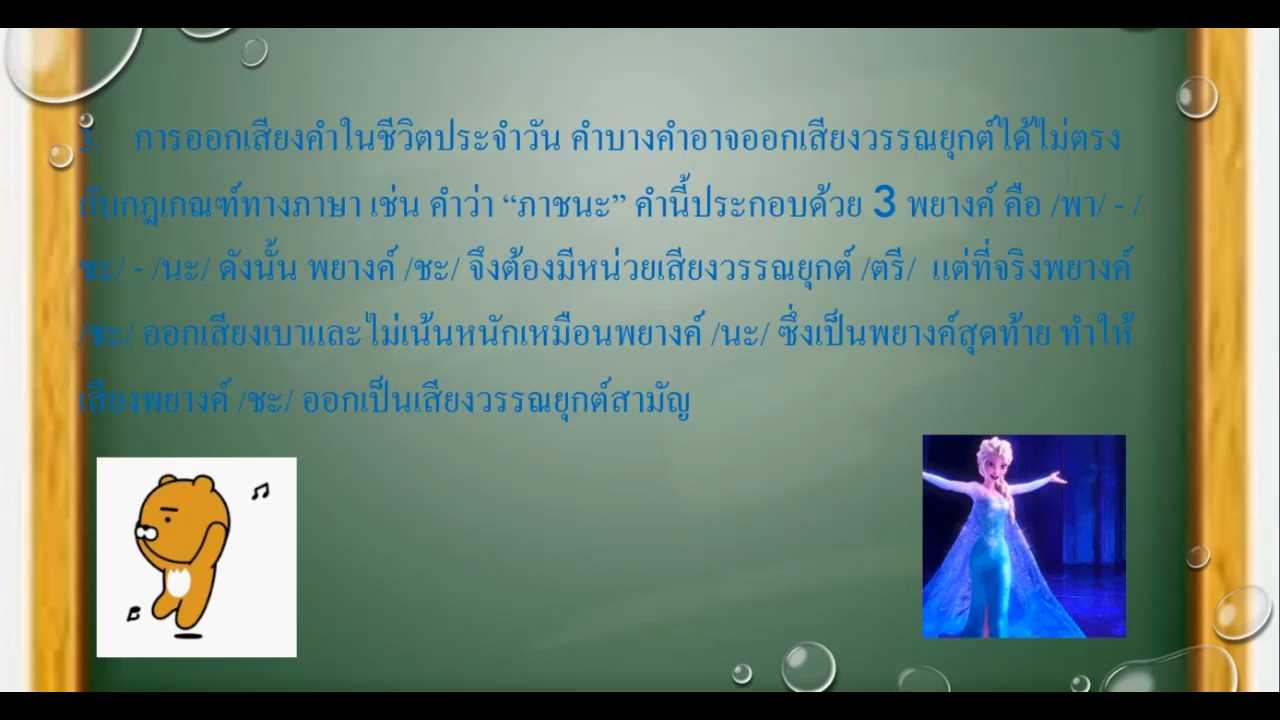 3. การออกเสียงคำในชีวิตประจำวัน คำบางคำอาจออกเสียงวรรณยุกต์ได้ไม่ตรง
กับกฎเกณฑ์ทางภาษา เช่น คำว่า “ภาชนะ” คำนี้ประกอบด้วย 3 พยางค์ คือ /พา/ - /
ชะ/ - /นะ/ ดังนั้น พยางค์ /ชะ/ จึงต้องมีหน่วยเสียงวรรณยุกต์ /ตรี/ แต่ที่จริงพยางค์
/ชะ/ ออกเสียงเบาและไม่เน้นหนักเหมือนพยางค์ /นะ/ ซึ่งเป็นพยางค์สุดท้าย ทำให้
เสียงพยางค์ /ชะ/ ออกเป็นเสียงวรรณยุกต์สามัญ